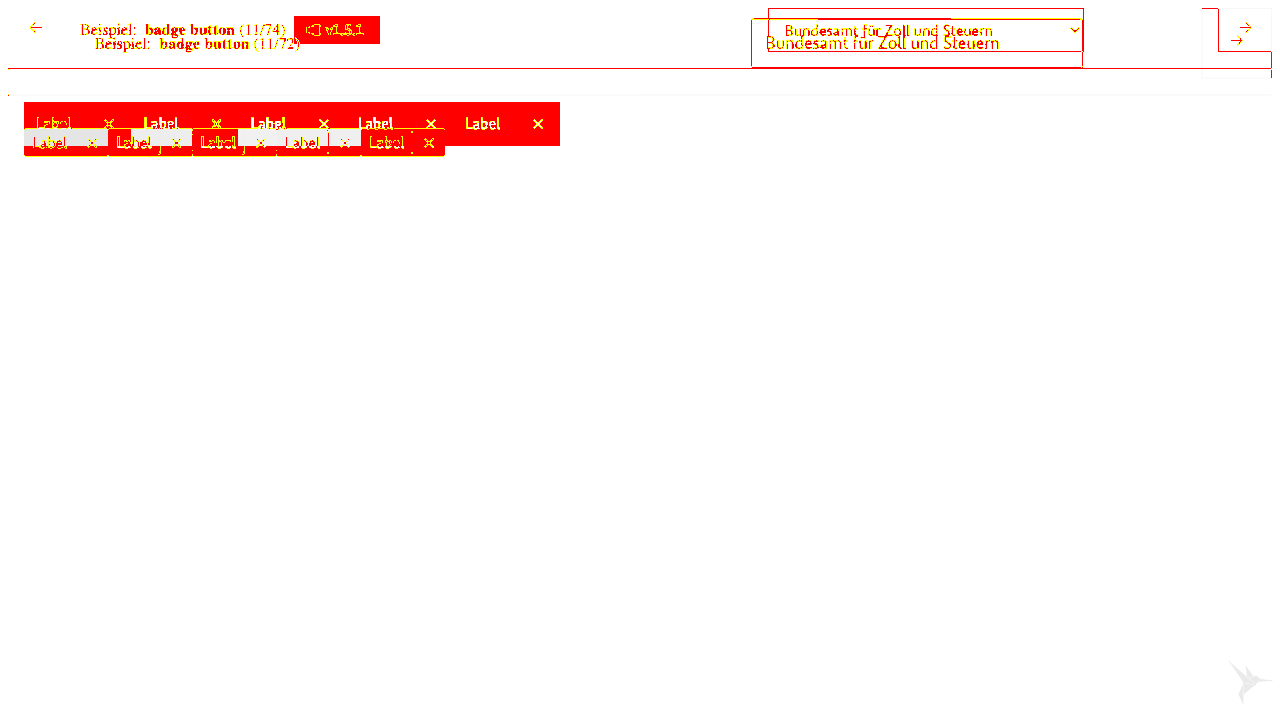 Beispiel: badge button (11/74) v1.5.1
Beispiel: badge button (11/72)
Bundesamt für Zoll und Steuern
Bundesamt für Zoll und Steuern
Label Label Label Label Label
Label Label Label Label Label